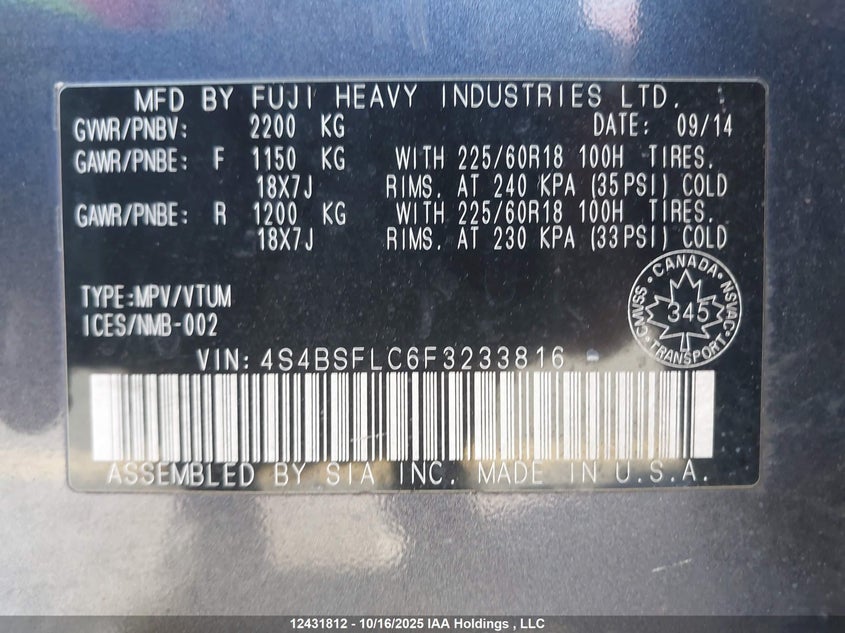 MFD BY FUJI HEAVY INDUSTRIES LTD.
GVWR/PNBV: 2200 KG DATE: 09/14
GAWR/PNBE: F 1150 KG WITH 225/60R18 100H TIRES.
18X7J RIMS. AT 240 KPA (35PSI) COLD
GAWR/PNBE: R 1200 KG WITH 225/60R18 100H TIRES.
18X7J RIMS. AT 230 KPA (33PSI) COLD
TYPE:MPV/VTUM
ICES/NMB-002
CANADA
CMVSS 345 NSVAC
TRANSPORT
VIN: 4S4BSFLC6F3233816
ASSEMBLED BY SIA INC. MADE IN U.S.A.
12431812 - 10/16/2025 IAA Holdings , LLC